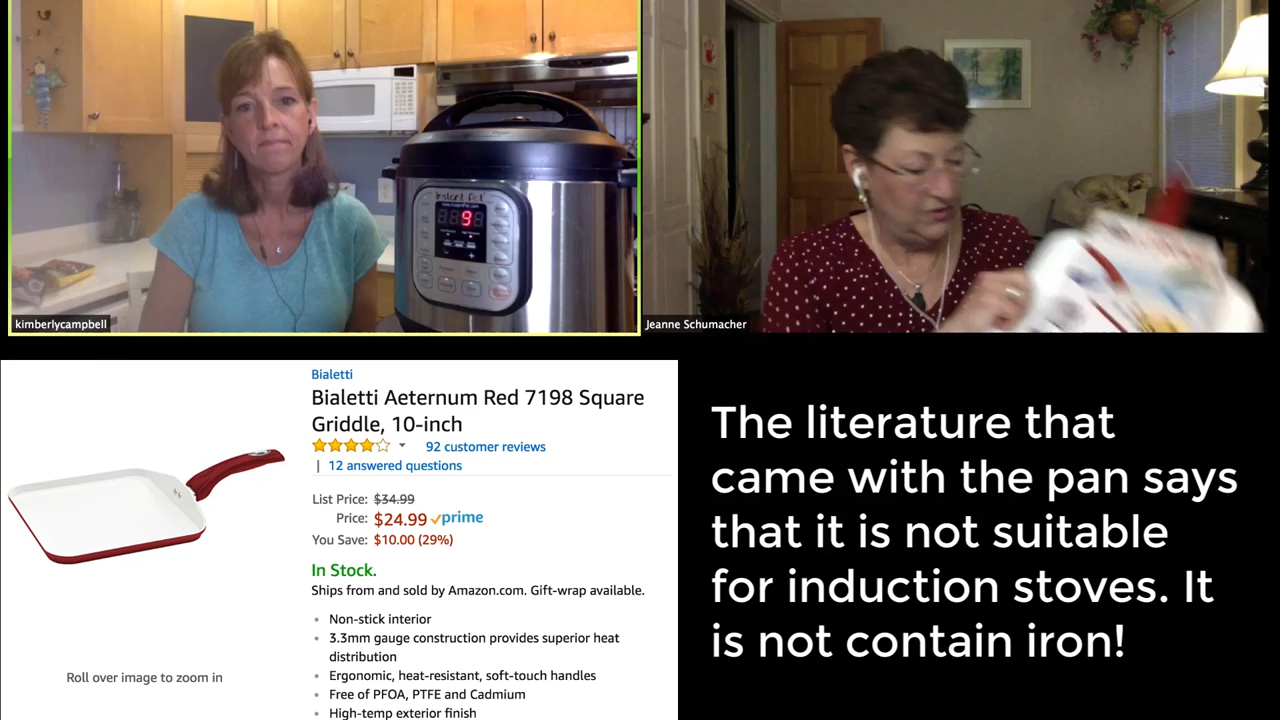 Instant Pot
9
kimberlycampbell
Jeanne Schumacher
Bialetti
Bialetti Aeternum Red 7198 Square
Griddle, 10-inch
92 customer reviews
| 12 answered questions
List Price: $34.99
Price: $24.99 prime
You Save: $10.00 (29%)
In Stock.
Ships from and sold by Amazon.com. Gift-wrap available.
Non-stick interior
3.3mm gauge construction provides superior heat
distribution
Ergonomic, heat-resistant, soft-touch handles
Free of PFOA, PTFE and Cadmium
High-temp exterior finish
Roll over image to zoom in
The literature that
came with the pan says
that it is not suitable
for induction stoves. It
is not contain iron!